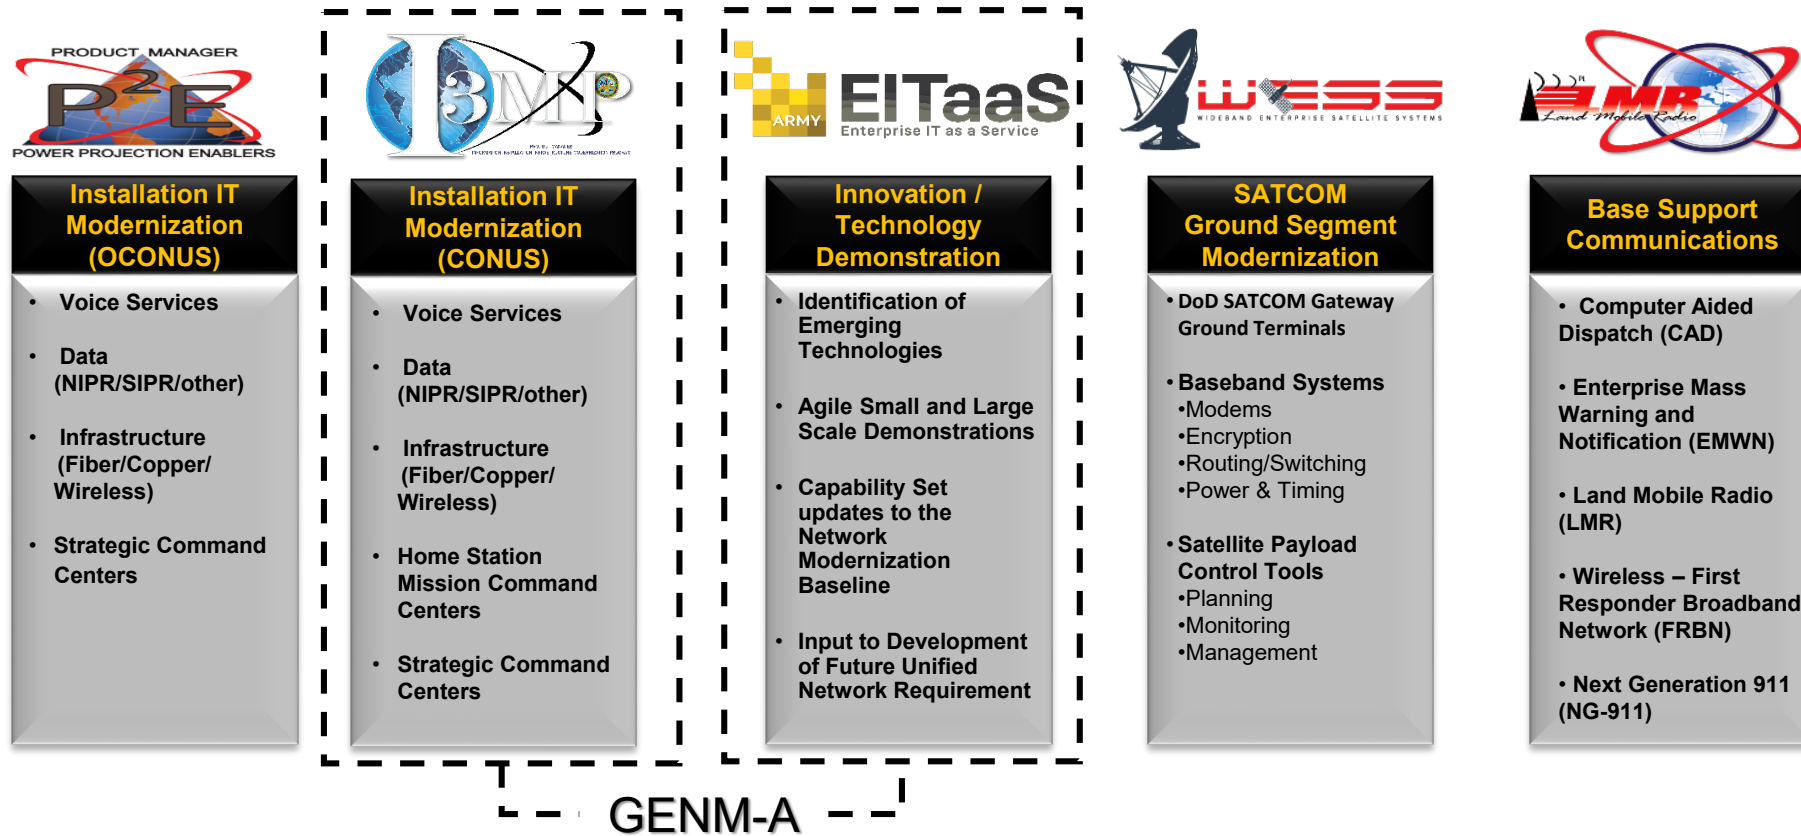 PRODUCT MANAGER
P2E
POWER PROJECTION ENABLERS
Installation IT
Modernization
(OCONUS)
• Voice Services
• Data
(NIPR/SIPR/other)
• Infrastructure
(Fiber/Copper/
Wireless)
• Strategic Command
Centers
I3MP
Installation IT
Modernization
(CONUS)
• Voice Services
• Data
(NIPR/SIPR/other)
• Infrastructure
(Fiber/Copper/
Wireless)
• Home Station
Mission Command
Centers
• Strategic Command
Centers
ARMY
EITaaS
Enterprise IT as a Service
Innovation /
Technology
Demonstration
• Identification of
Emerging
Technologies
• Agile Small and Large
Scale Demonstrations
• Capability Set
updates to the
Network
Modernization
Baseline
• Input to Development
of Future Unified
Network Requirement
WESS
WIDEBAND ENTERPRISE SATELLITE SYSTEMS
SATCOM
Ground Segment
Modernization
• DoD SATCOM Gateway
Ground Terminals
• Baseband Systems
•Modems
•Encryption
•Routing/Switching
•Power & Timing
• Satellite Payload
Control Tools
•Planning
•Monitoring
•Management
LMR
Land Mobile Radio
Base Support
Communications
• Computer Aided
Dispatch (CAD)
• Enterprise Mass
Warning and
Notification (EMWN)
• Land Mobile Radio
(LMR)
• Wireless – First
Responder Broadband
Network (FRBN)
• Next Generation 911
(NG-911)
GENM-A